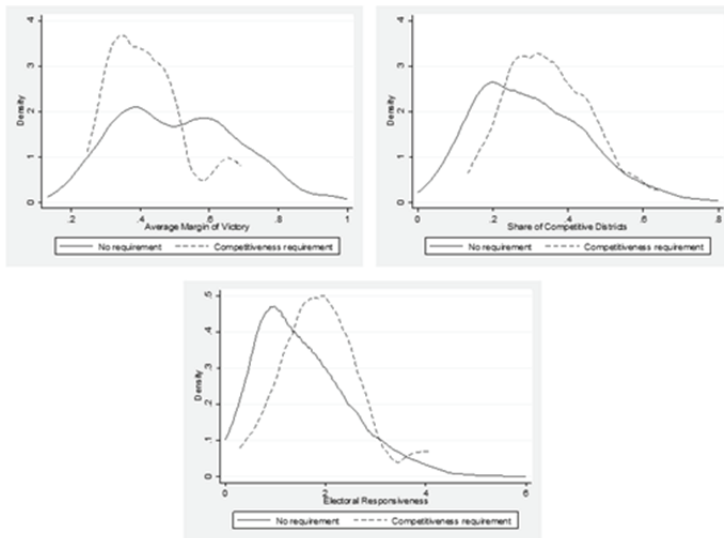 Density
4
3
2
1
0
.2
.4
.6
.8
1
Average Margin of Victory
No requirement
Competitiveness requirement
Density
4
3
2
1
0
0
.2
.4
.6
.8
Share of Competitive Districts
No requirement
Competitiveness requirement
Density
.5
.4
.3
.2
.1
0
0
2
4
6
Electoral Responsiveness
No requirement
Competitiveness requirement